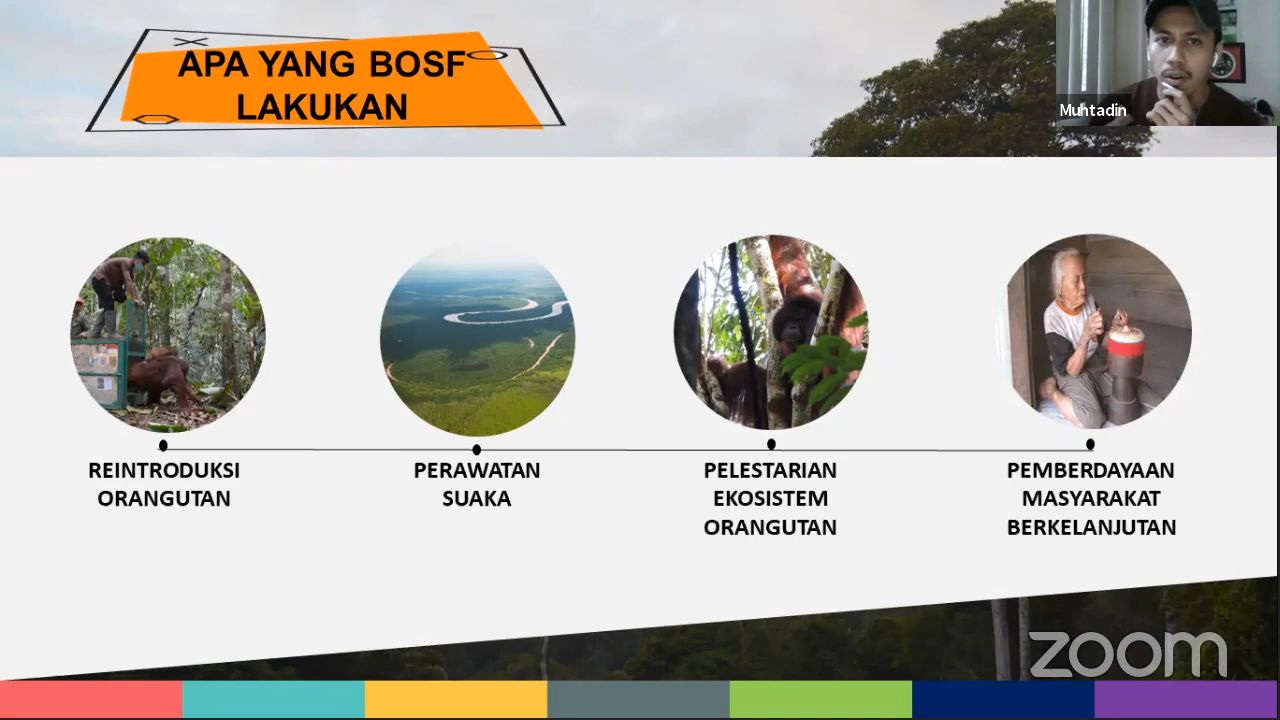 APA YANG BOSF
LAKUKAN
Muhtadin
REINTRODUKSI
ORANGUTAN
PERAWATAN
SUAKA
PELESTARIAN
EKOSISTEM
ORANGUTAN
PEMBERDAYAAN
MASYARAKAT
BERKELANJUTAN
zoom